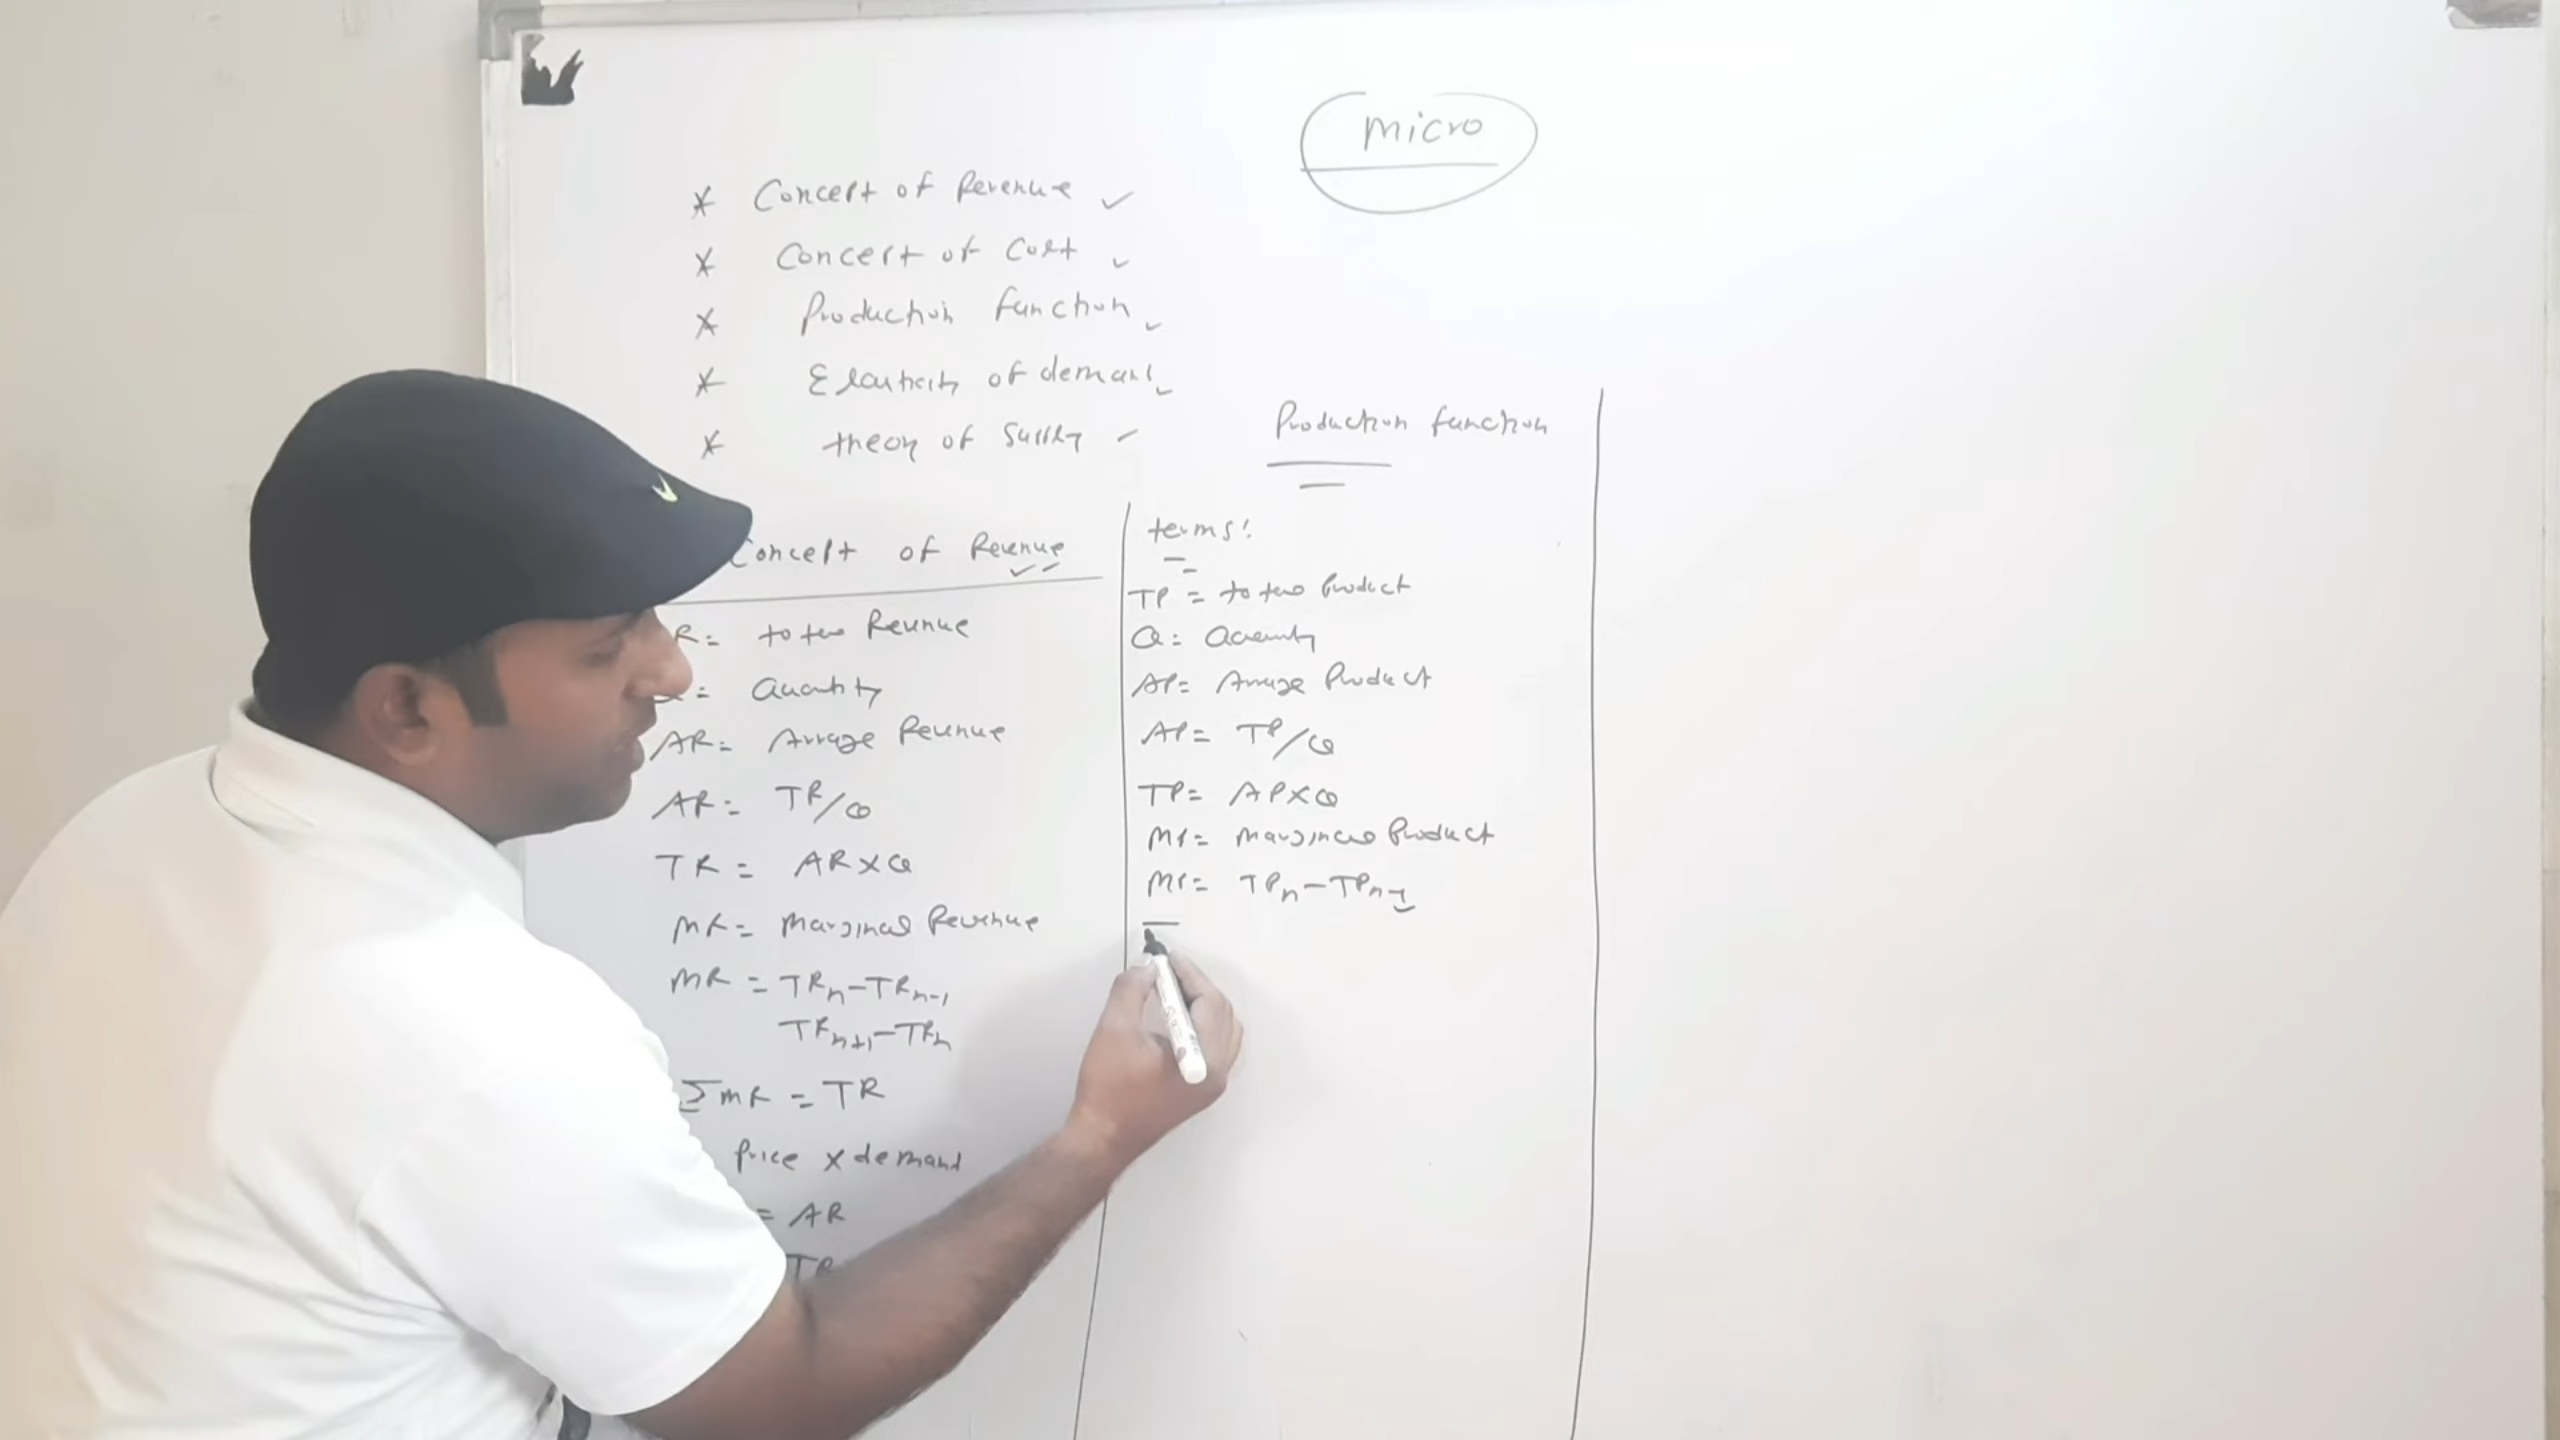 micro
* Concept of Revenue ✓
* Concept of Cost ✓
* Production function ✓
* Elasticity of demand ✓
* theory of Supply ✓
Concept of Revenue
R = total Revenue
= Quantity
AR = Average Revenue
AR = TR/Q
TR = AR×Q
MR = Marginal Revenue
MR = TRn-TRn-1
TRn+1-TRn
ΣMR = TR
Price × demand
= AR
TR
Production function
terms:
TP = total Product
Q = Quantity
AP = Average Product
AP = TP/Q
TP = AP×Q
MP = Marginal Product
MP = TPn-TPn-1